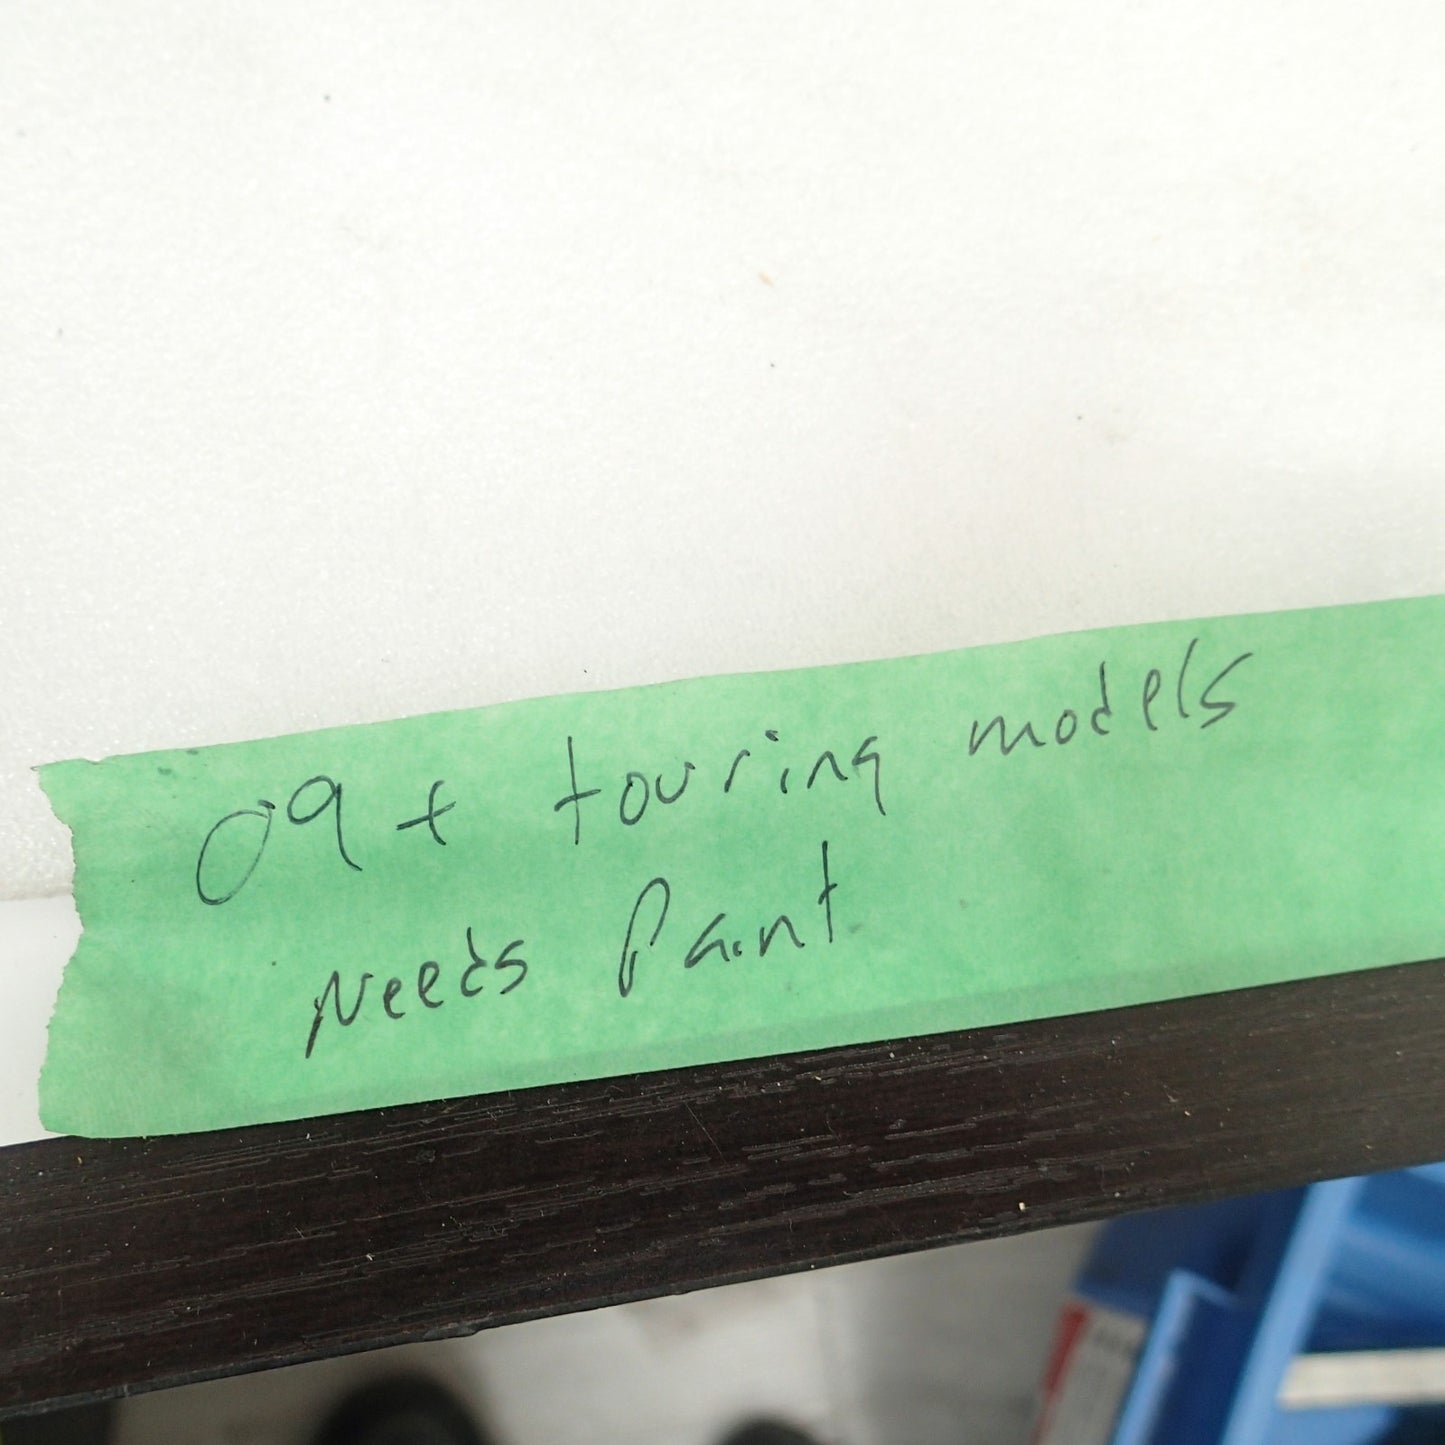 09+ touring models
Needs Paint